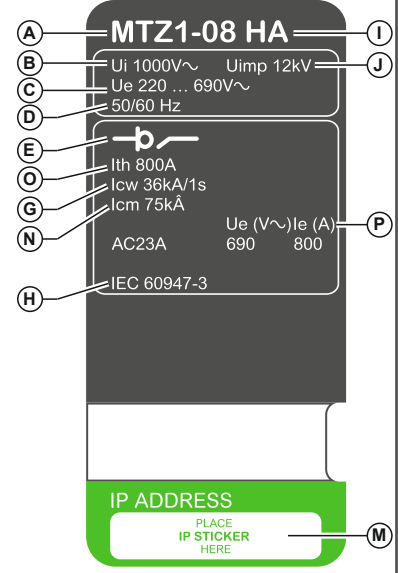 A MTZ1-08 HA I
B Ui 1000V∿ Uimp 12kV J
C Ue 220 ... 690V∿
D 50/60 Hz
E
O Ith 800A
G Icw 36kA/1s
N Icm 75kÂ
Ue (V∿) Ie (A) P
AC23A 690 800
H IEC 60947-3
IP ADDRESS
PLACE
IP STICKER M
HERE